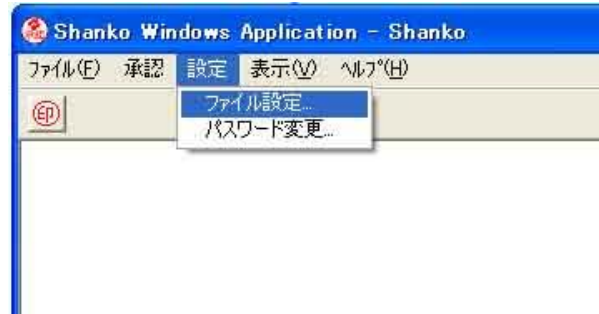 Shanko Windows Application - Shanko
ﾌｧｲﾙ(F) 承認 設定 表示(V) ﾍﾙﾌﾟ(H)
印
ファイル設定...
パスワード変更...